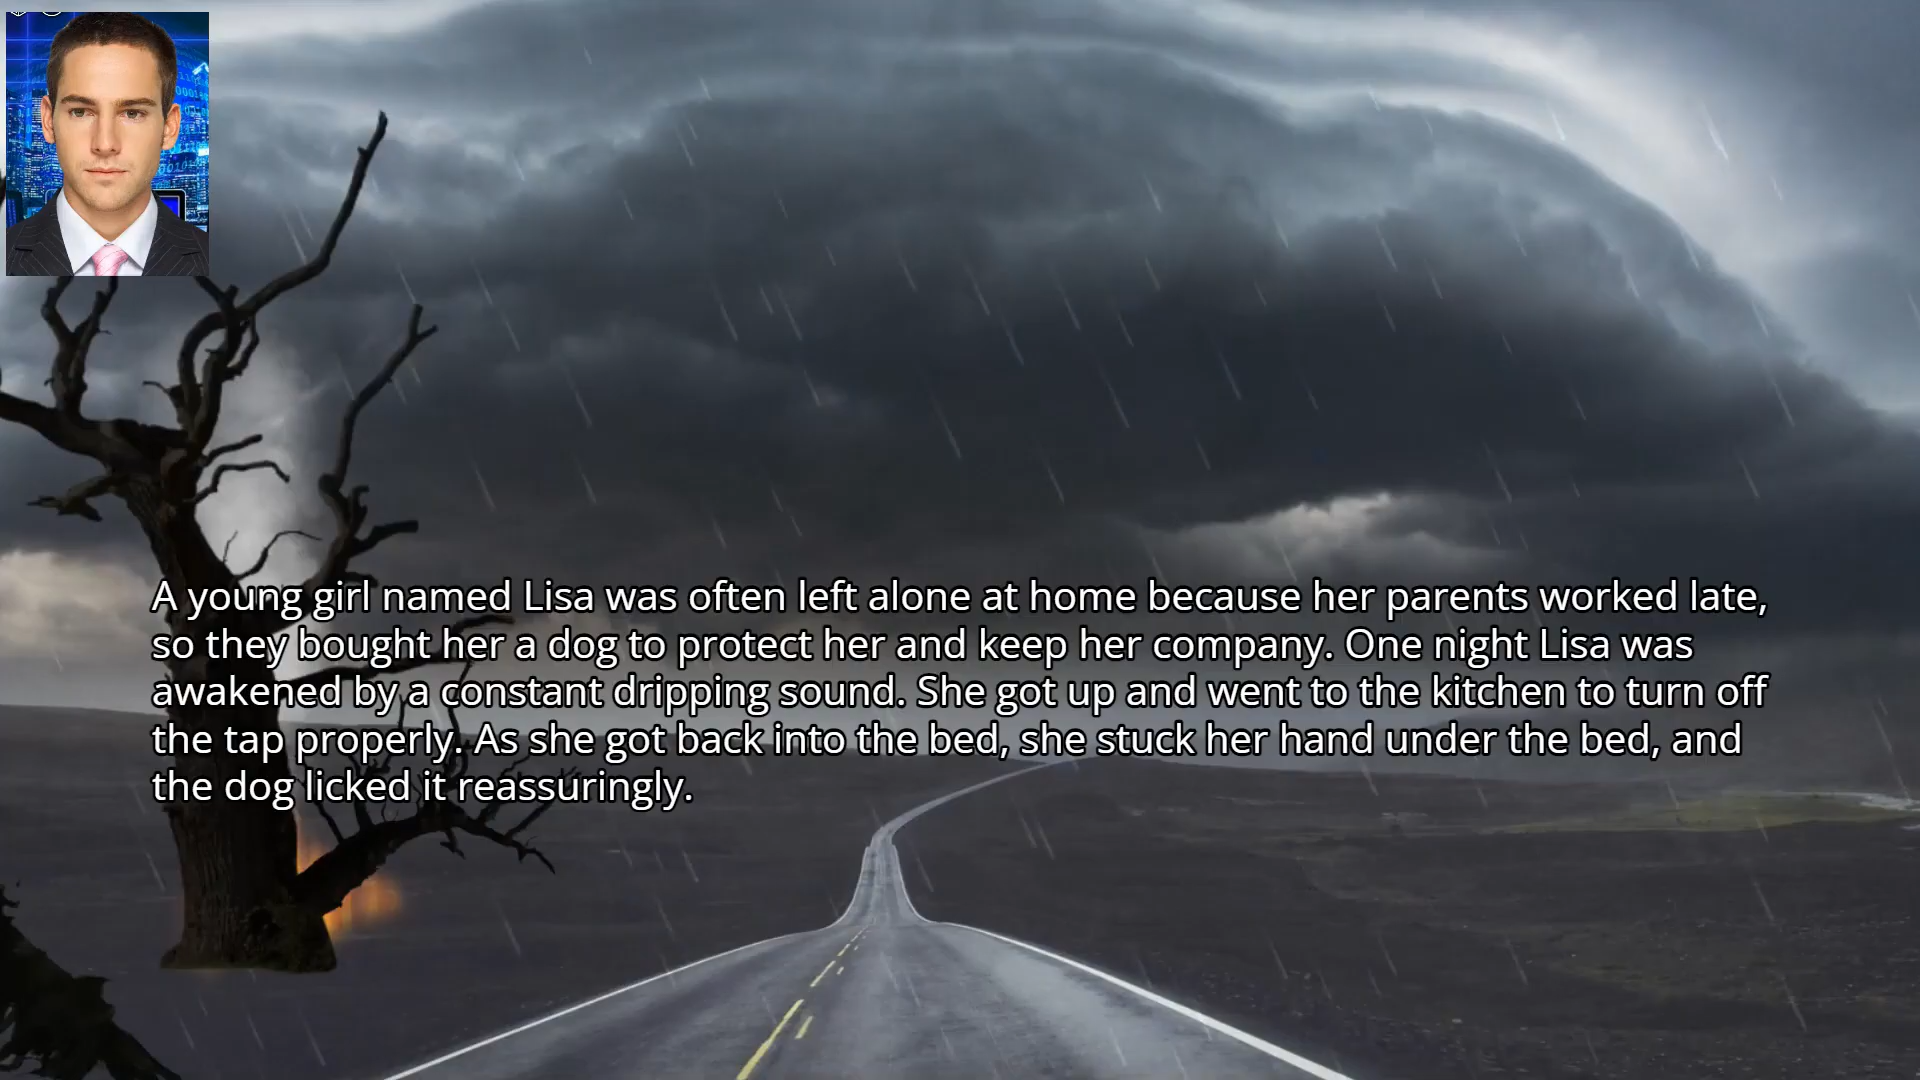 A young girl named Lisa was often left alone at home because her parents worked late,
so they bought her a dog to protect her and keep her company. One night Lisa was
awakened by a constant dripping sound. She got up and went to the kitchen to turn off
the tap properly. As she got back into the bed, she stuck her hand under the bed, and
the dog licked it reassuringly.